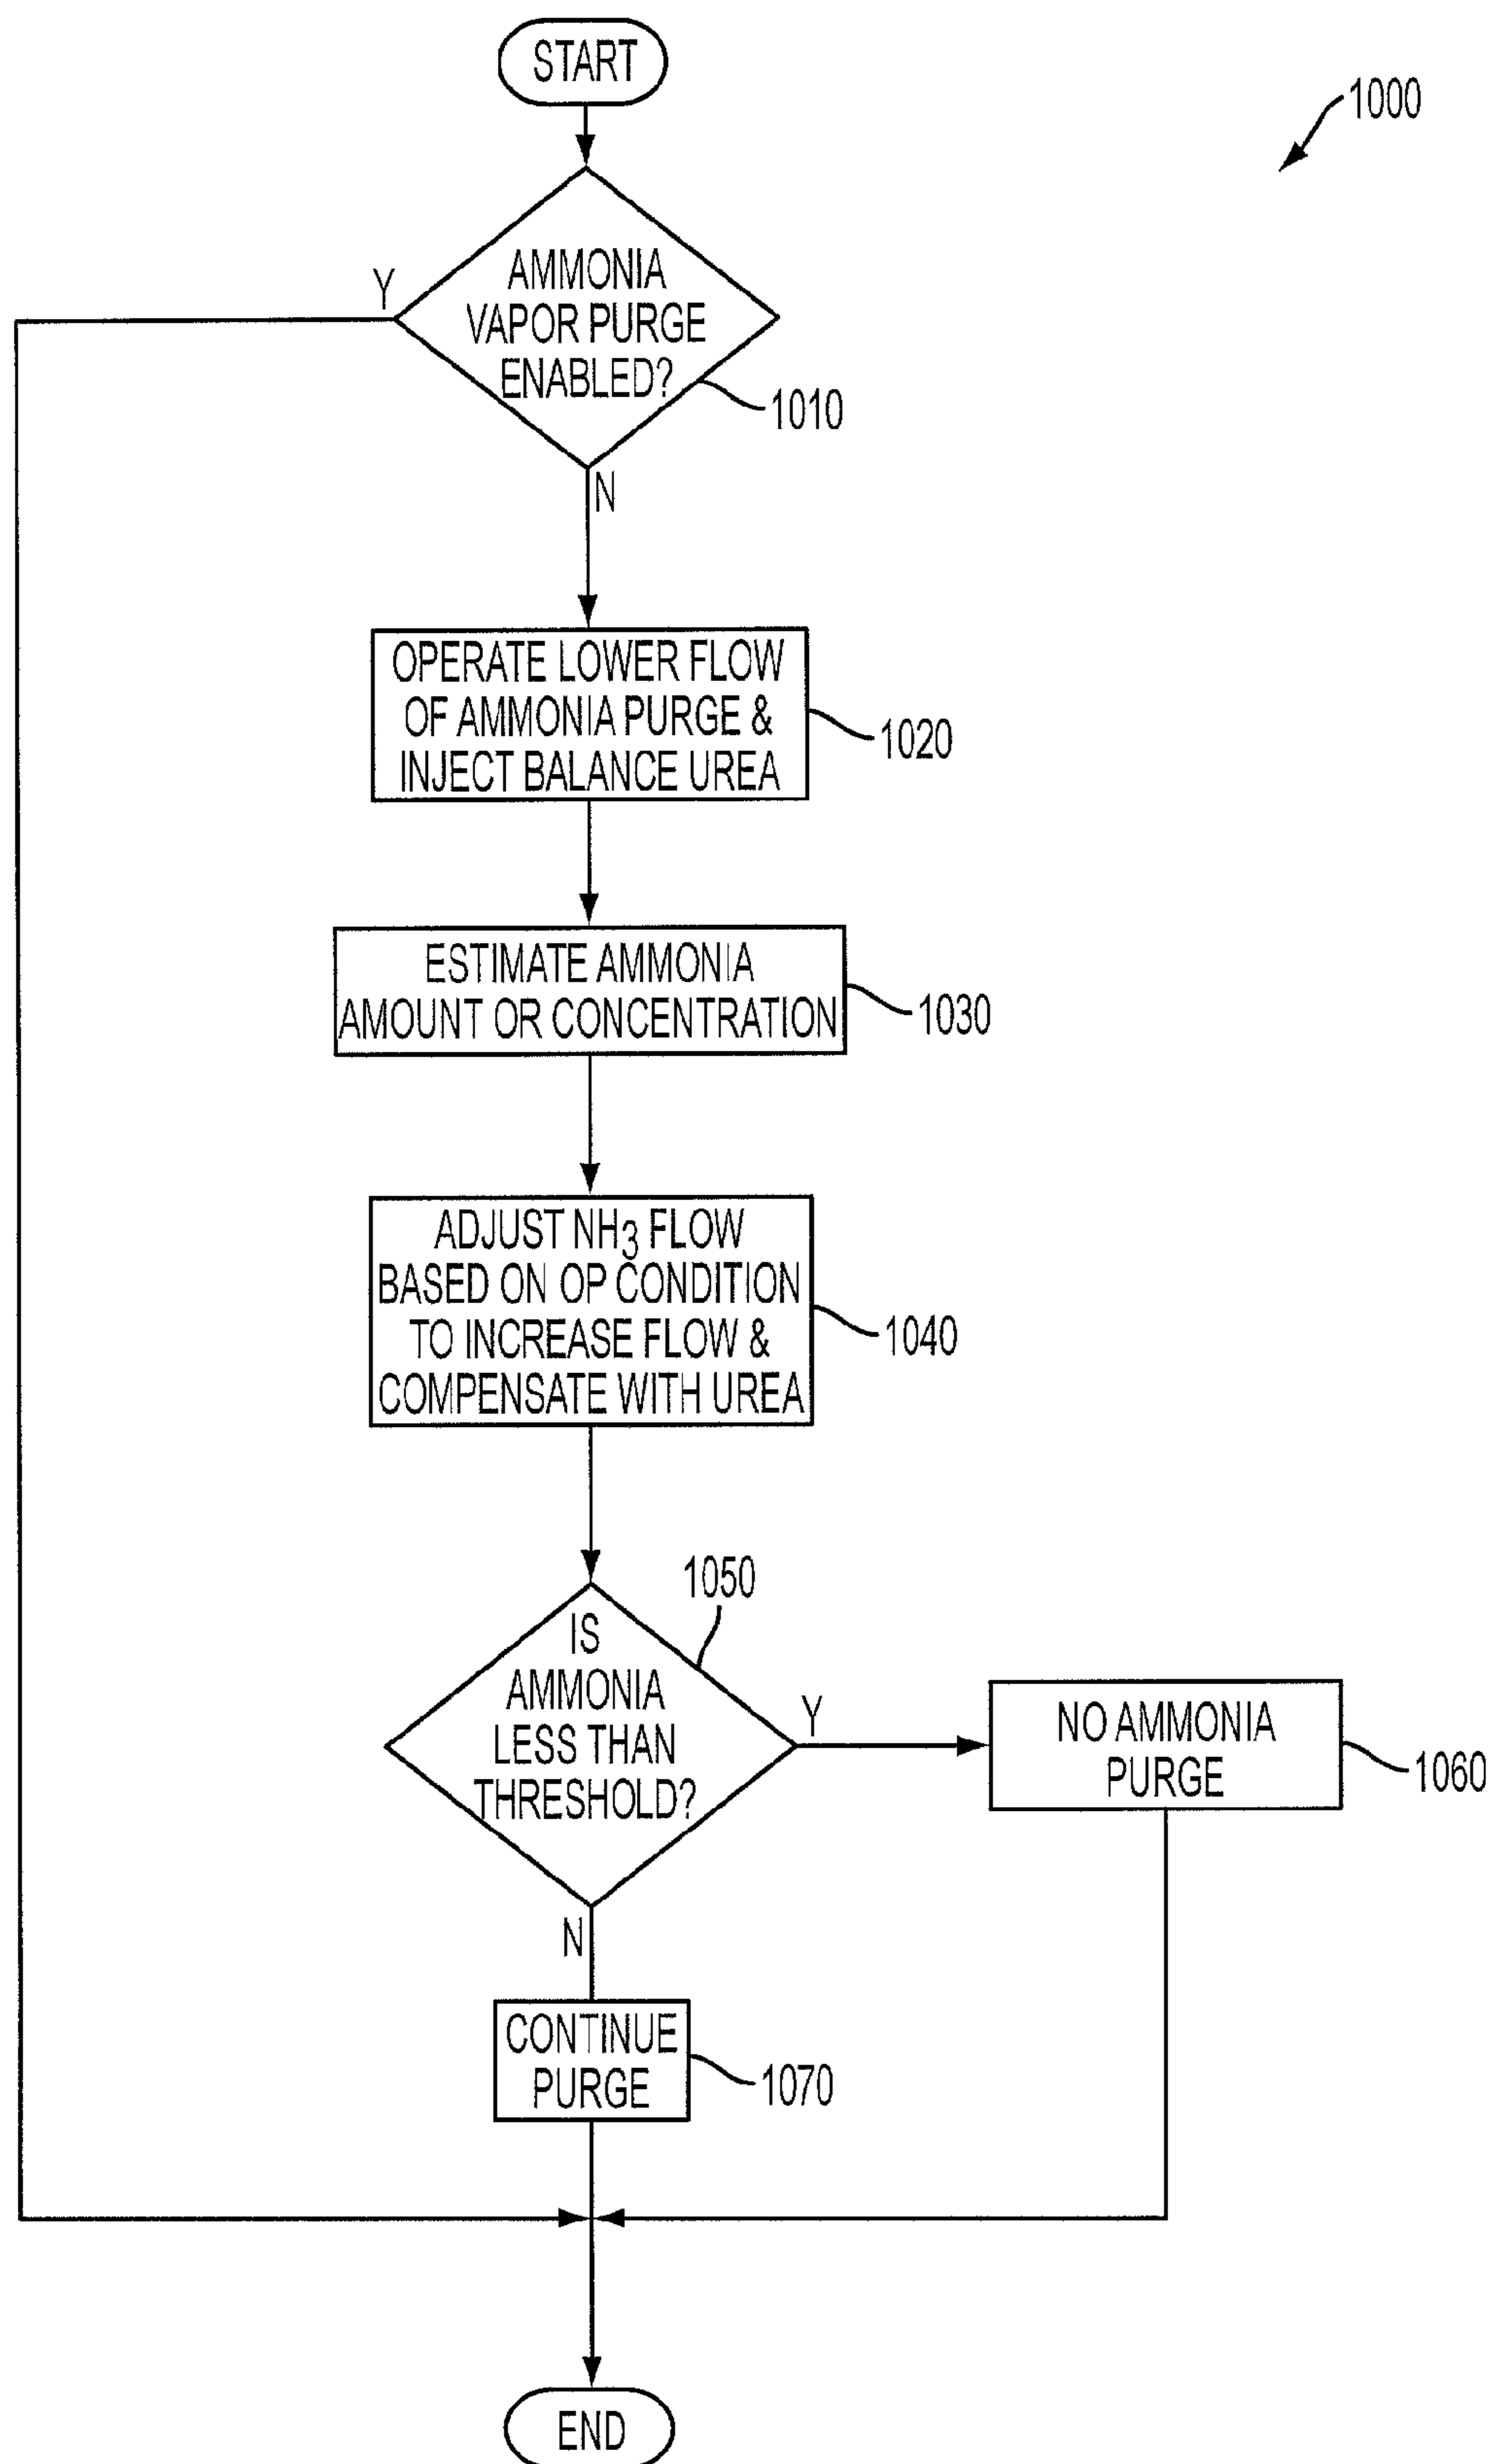 START
1000
AMMONIA
VAPOR PURGE
ENABLED?
Y
1010
N
OPERATE LOWER FLOW
OF AMMONIA PURGE &
INJECT BALANCE UREA
1020
ESTIMATE AMMONIA
AMOUNT OR CONCENTRATION
1030
ADJUST NH3 FLOW
BASED ON OP CONDITION
TO INCREASE FLOW &
COMPENSATE WITH UREA
1040
1050
IS
AMMONIA
LESS THAN
THRESHOLD?
Y
NO AMMONIA
PURGE
1060
N
CONTINUE
PURGE
1070
END